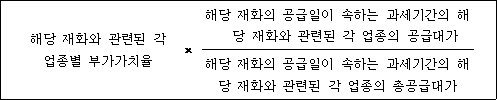 해당 재화와 관련된 각
업종별 부가가치율
×
해당 재화의 공급일이 속하는 과세기간의 해
당 재화와 관련된 각 업종의 공급대가
해당 재화의 공급일이 속하는 과세기간의 해
당 재화와 관련된 각 업종의 총공급대가